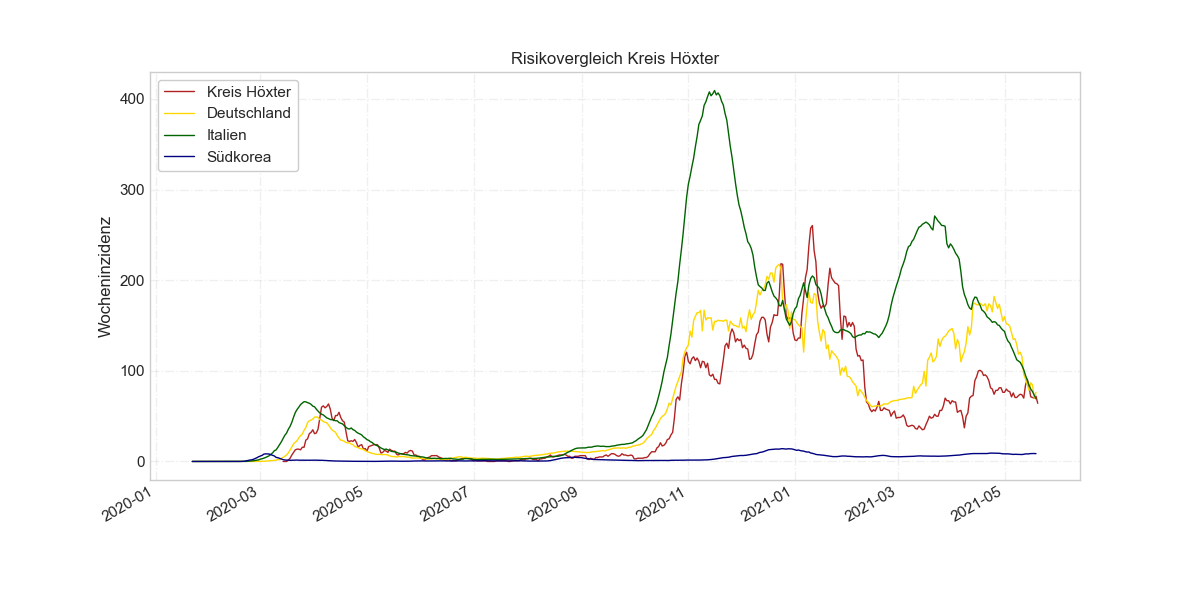 Risikovergleich Kreis Höxter
Kreis Höxter
Deutschland
Italien
Südkorea
Wocheninzidenz
400
300
200
100
0
2020-01
2020-03
2020-05
2020-07
2020-09
2020-11
2021-01
2021-03
2021-05